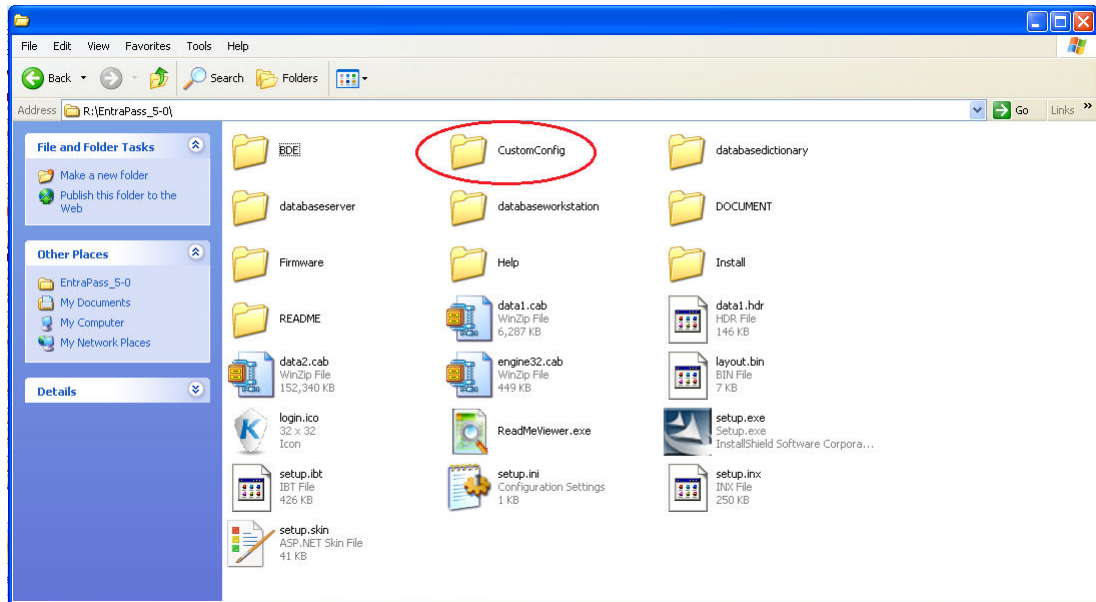 File Edit View Favorites Tools Help
Back Search Folders
Address R:\EntraPass_5-0\ Go Links »
File and Folder Tasks
Make a new folder
Publish this folder to the
Web
Other Places
EntraPass_5-0
My Documents
My Computer
My Network Places
Details
BDE
CustomConfig
databasedictionary
databaseserver
databaseworkstation
DOCUMENT
Firmware
Help
Install
README
data1.cab
WinZip File
6,287 KB
data1.hdr
HDR File
146 KB
data2.cab
WinZip File
152,340 KB
engine32.cab
WinZip File
449 KB
layout.bin
BIN File
7 KB
login.ico
32 x 32
Icon
ReadMeViewer.exe
setup.exe
Setup.exe
InstallShield Software Corpora...
setup.ibt
IBT File
426 KB
setup.ini
Configuration Settings
1 KB
setup.inx
INX File
250 KB
setup.skin
ASP.NET Skin File
41 KB